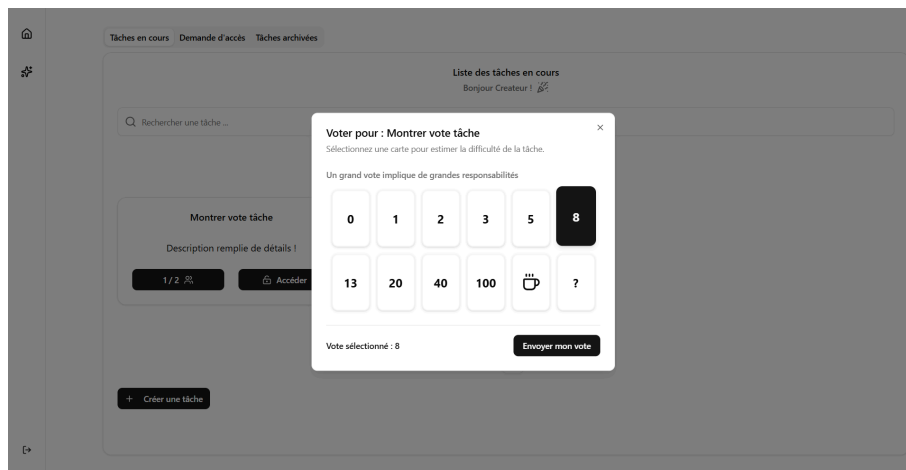 Tâches en cours Demande d'accès Tâches archivées
Liste des tâches en cours
Bonjour Createur ! 🎉
Rechercher une tâche ...
Voter pour : Montrer vote tâche
Sélectionnez une carte pour estimer la difficulté de la tâche.
Un grand vote implique de grandes responsabilités
0 1 2 3 5 8
13 20 40 100 ?
Vote sélectionné : 8
Envoyer mon vote
Montrer vote tâche
Description remplie de détails !
1 / 2
Accéder
+ Créer une tâche